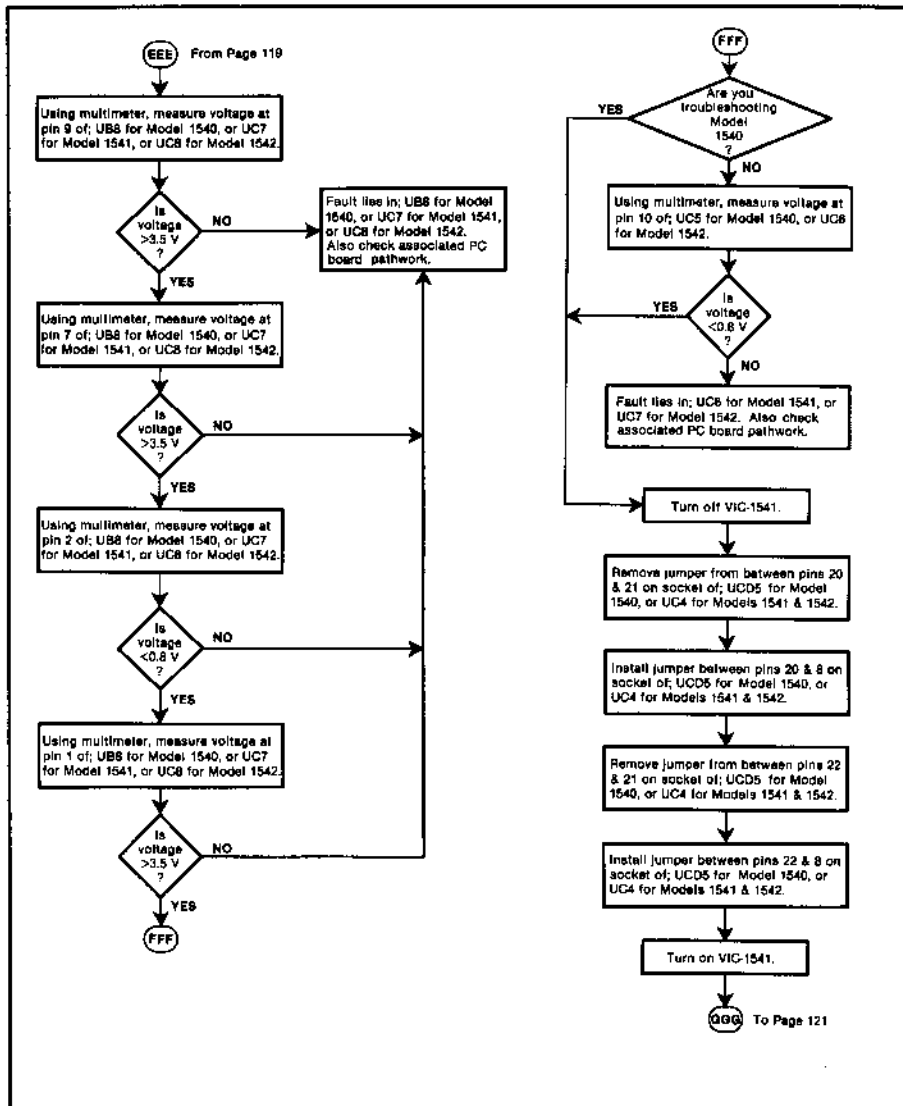 EEE From Page 119
Using multimeter, measure voltage at
pin 9 of; UB8 for Model 1540, or UC7
for Model 1541, or UC8 for Model 1542.
Is
voltage
>3.5 V
?
NO
YES
Fault lies in; UB8 for Model
1540, or UC7 for Model 1541,
or UC8 for Model 1542.
Also check associated PC
board pathwork.
Using multimeter, measure voltage at
pin 7 of; UB8 for Model 1540, or UC7
for Model 1541, or UC8 for Model 1542.
Is
voltage
>3.5 V
?
NO
YES
Using multimeter, measure voltage at
pin 2 of; UB8 for Model 1540, or UC7
for Model 1541, or UC8 for Model 1542.
Is
voltage
<0.8 V
?
NO
YES
Using multimeter, measure voltage at
pin 1 of; UB8 for Model 1540, or UC7
for Model 1541, or UC8 for Model 1542.
Is
voltage
>3.5 V
?
NO
YES
FFF
FFF
Are you
troubleshooting
Model
1540
?
YES
NO
Using multimeter, measure voltage at
pin 10 of; UC5 for Model 1540, or UC6
for Model 1542.
Is
voltage
<0.8 V
?
YES
NO
Fault lies in; UC6 for Model 1541, or
UC7 for Model 1542. Also check
associated PC board pathwork.
Turn off VIC-1541.
Remove jumper from between pins 20
& 21 on socket of; UCD5 for Model
1540, or UC4 for Models 1541 & 1542.
Install jumper between pins 20 & 8 on
socket of; UCD5 for Model 1540, or
UC4 for Models 1541 & 1542.
Remove jumper from between pins 22
& 21 on socket of; UCD5 for Model
1540, or UC4 for Models 1541 & 1542.
Install jumper between pins 22 & 8 on
socket of; UCD5 for Model 1540, or
UC4 for Models 1541 & 1542.
Turn on VIC-1541.
GGG To Page 121